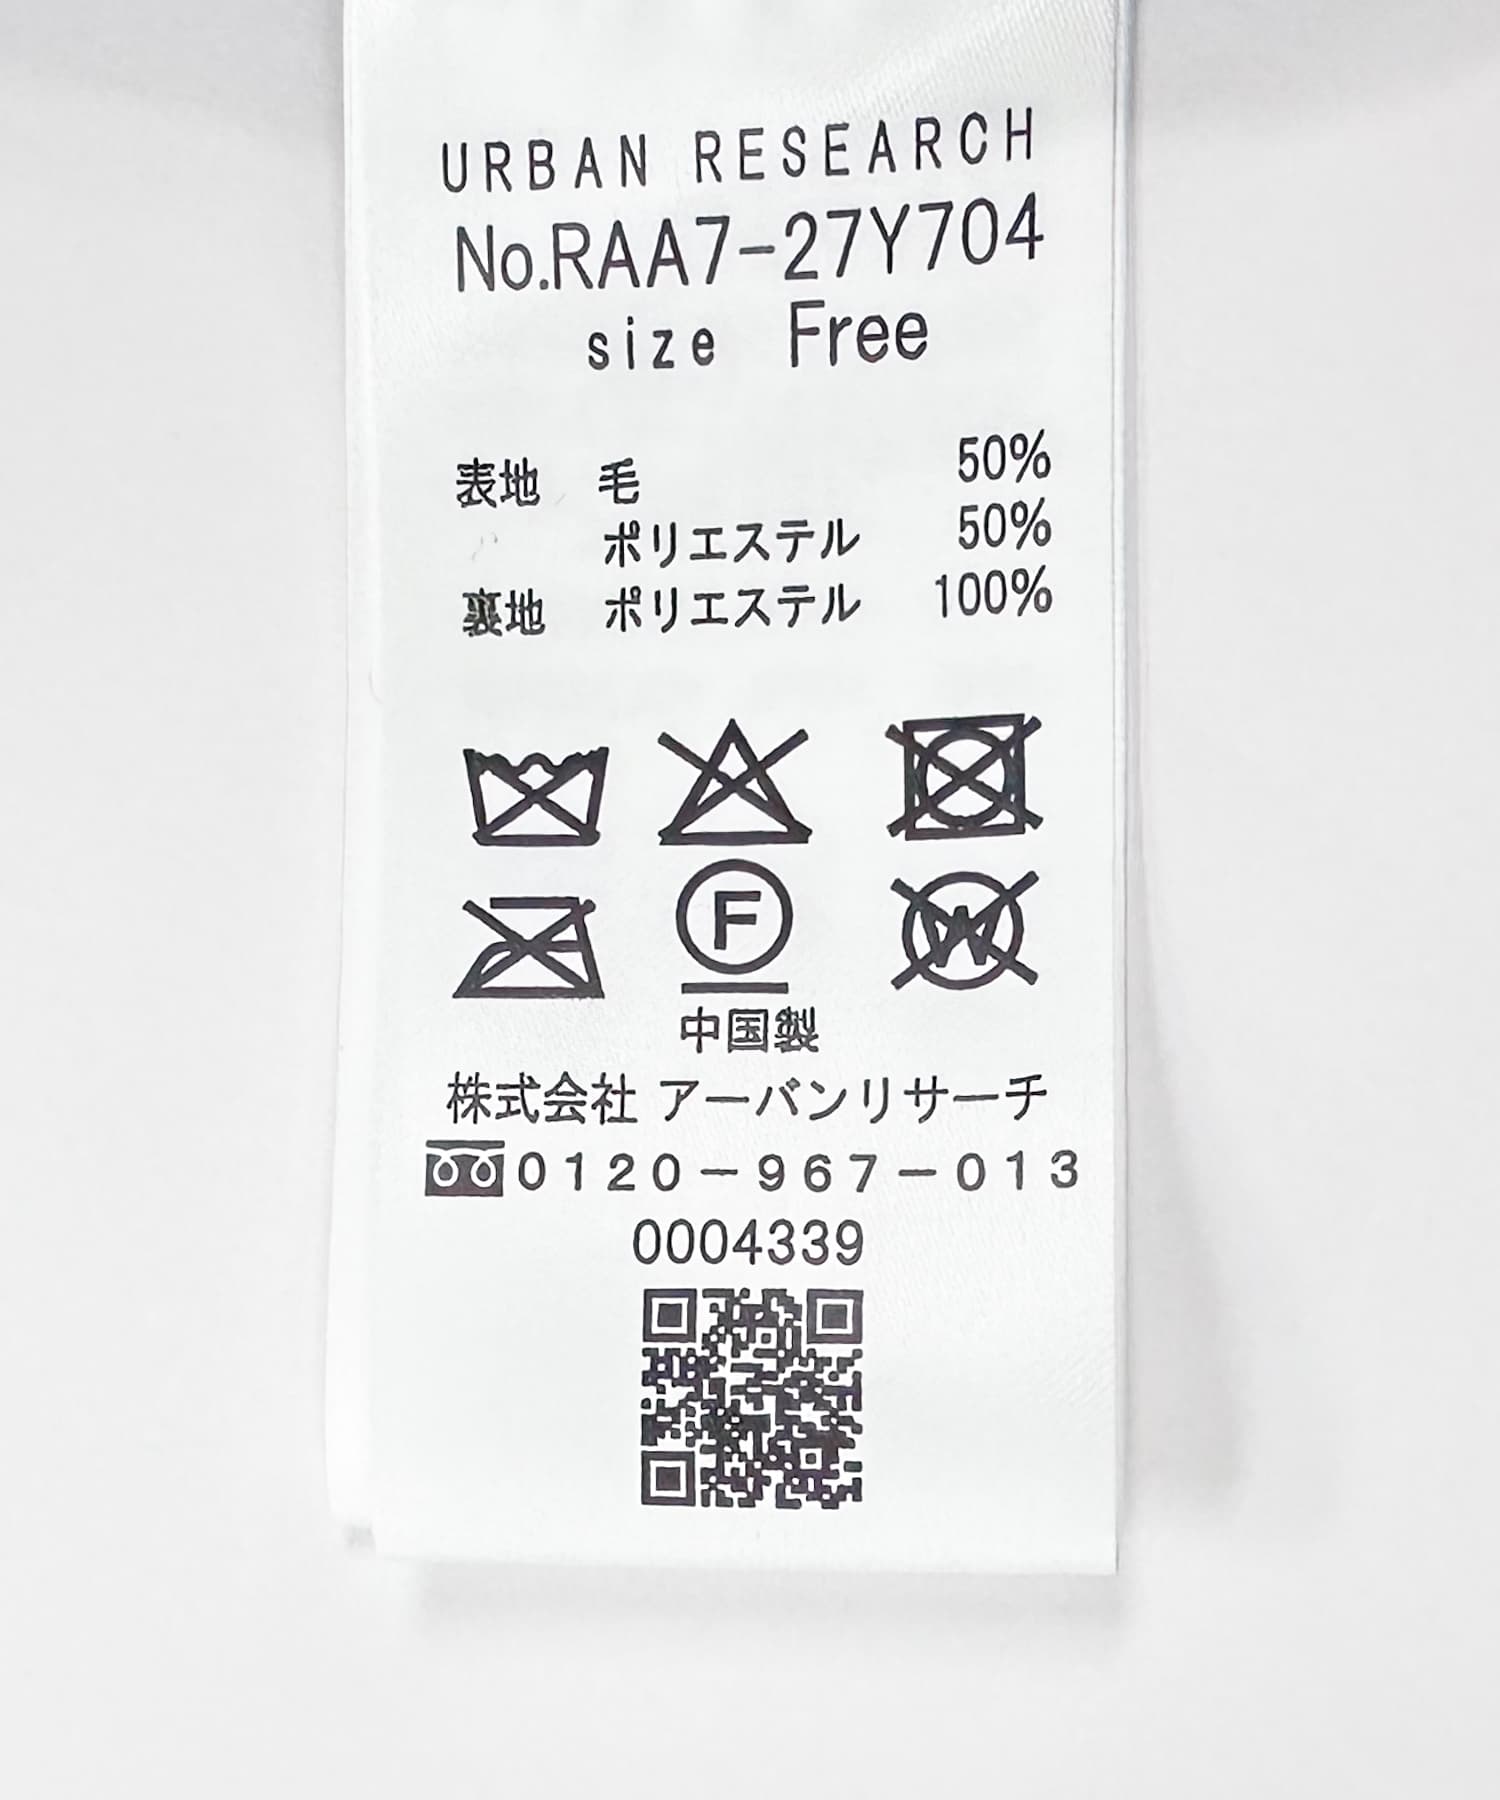 URBAN RESEARCH
No.RAA7-27Y704
size Free
表地 毛 50%
ポリエステル 50%
裏地 ポリエステル 100%
F W
中国製
株式会社 アーバンリサーチ
0120-967-013
0004339